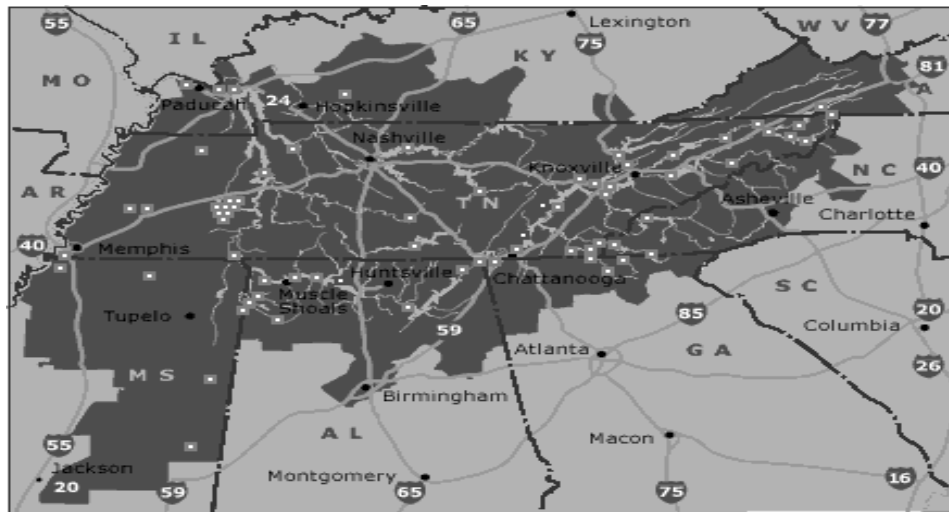 55
I L
65
Lexington
W V
77
K Y
75
M O
81
Paducah
24
Hopkinsville
A
Nashville
Knoxville
N C
40
A R
T N
Asheville
Charlotte
40
Memphis
Huntsville
Chattanooga
Muscle
Shoals
S C
Tupelo
59
85
20
Columbia
Atlanta
G A
26
M S
Birmingham
A L
Macon
55
Jackson
20
59
Montgomery
65
75
16